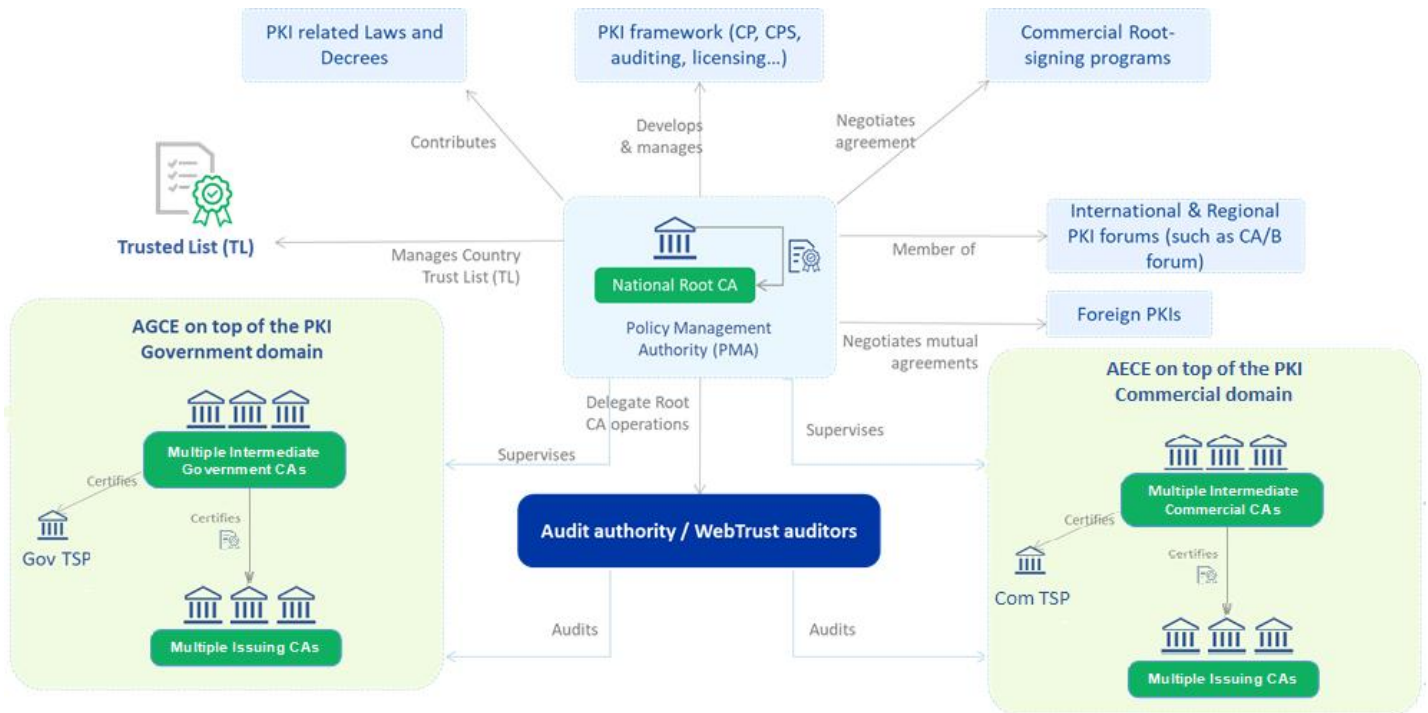 PKI related Laws and
Decrees
PKI framework (CP, CPS,
auditing, licensing...)
Commercial Root-
signing programs
Contributes
Develops
& manages
Negotiates
agreement
Trusted List (TL)
Manages Country
Trust List (TL)
National Root CA
Policy Management
Authority (PMA)
Member of
International & Regional
PKI forums (such as CA/B
forum)
Negotiates mutual
agreements
Foreign PKIs
AGCE on top of the PKI
Government domain
Multiple Intermediate
Government CAs
Certifies
Gov TSP
Certifies
Multiple Issuing CAs
Supervises
Delegate Root
CA operations
Supervises
Audit authority / WebTrust auditors
Audits
Audits
AECE on top of the PKI
Commercial domain
Multiple Intermediate
Commercial CAs
Certifies
Com TSP
Certifies
Multiple Issuing CAs